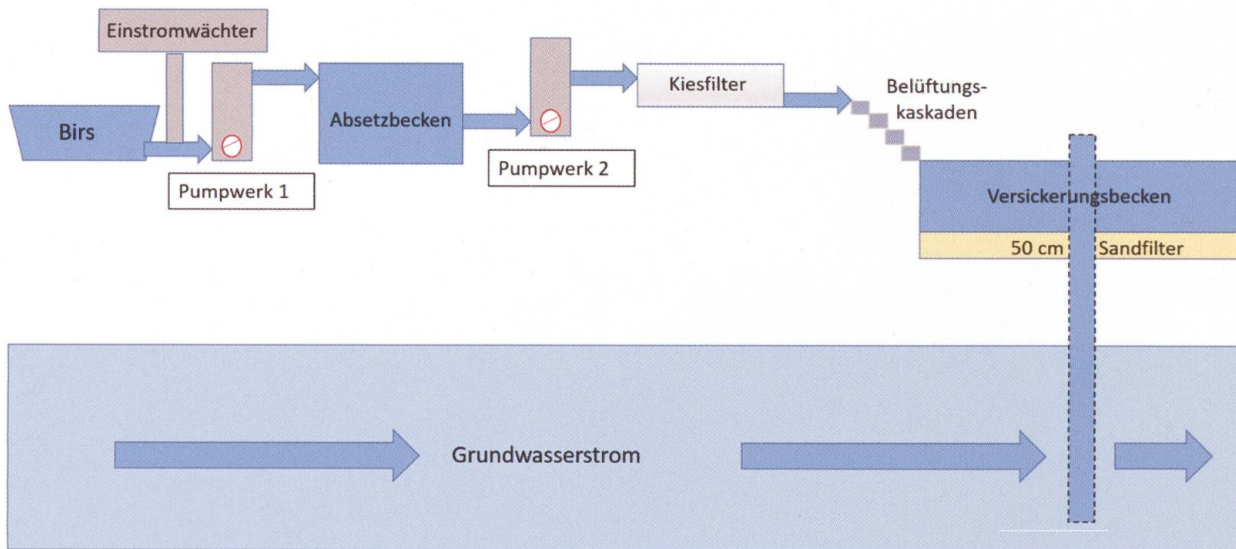 Einstromwächter
Birs
Pumpwerk 1
Absetzbecken
Pumpwerk 2
Kiesfilter
Belüftungs-
kaskaden
Versickerungsbecken
50 cm Sandfilter
Grundwasserstrom